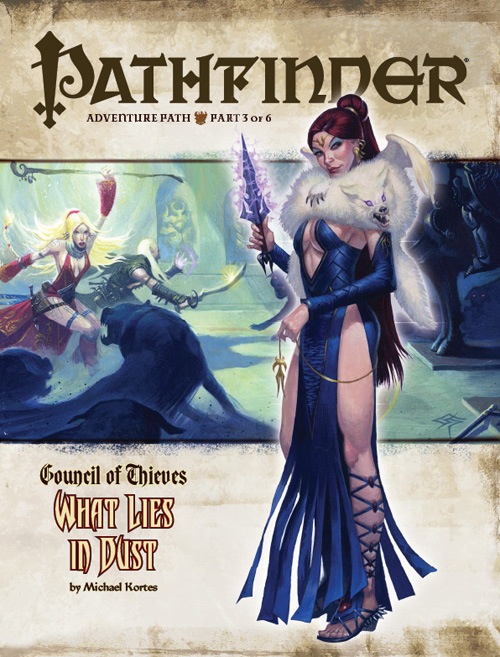 PATHFINDER®
ADVENTURE PATH PART 3 OF 6
Council of Thieves
WHAT LIES
IN DUST
by Michael Kortes